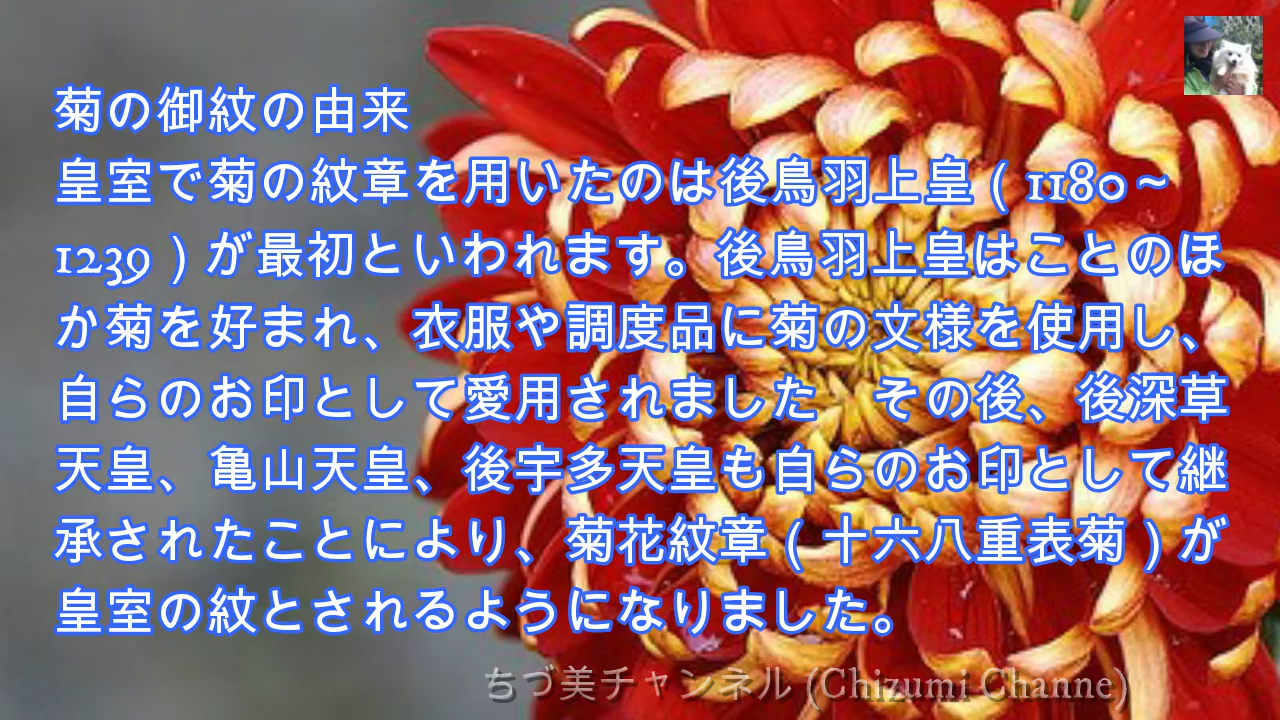 菊の御紋の由来
皇室で菊の紋章を用いたのは後鳥羽上皇（1180～
1239）が最初といわれます。後鳥羽上皇はことのほ
か菊を好まれ、衣服や調度品に菊の文様を使用し、
自らのお印として愛用されました　その後、後深草
天皇、亀山天皇、後宇多天皇も自らのお印として継
承されたことにより、菊花紋章（十六八重表菊）が
皇室の紋とされるようになりました。
ちづ美チャンネル (Chizumi Channe)